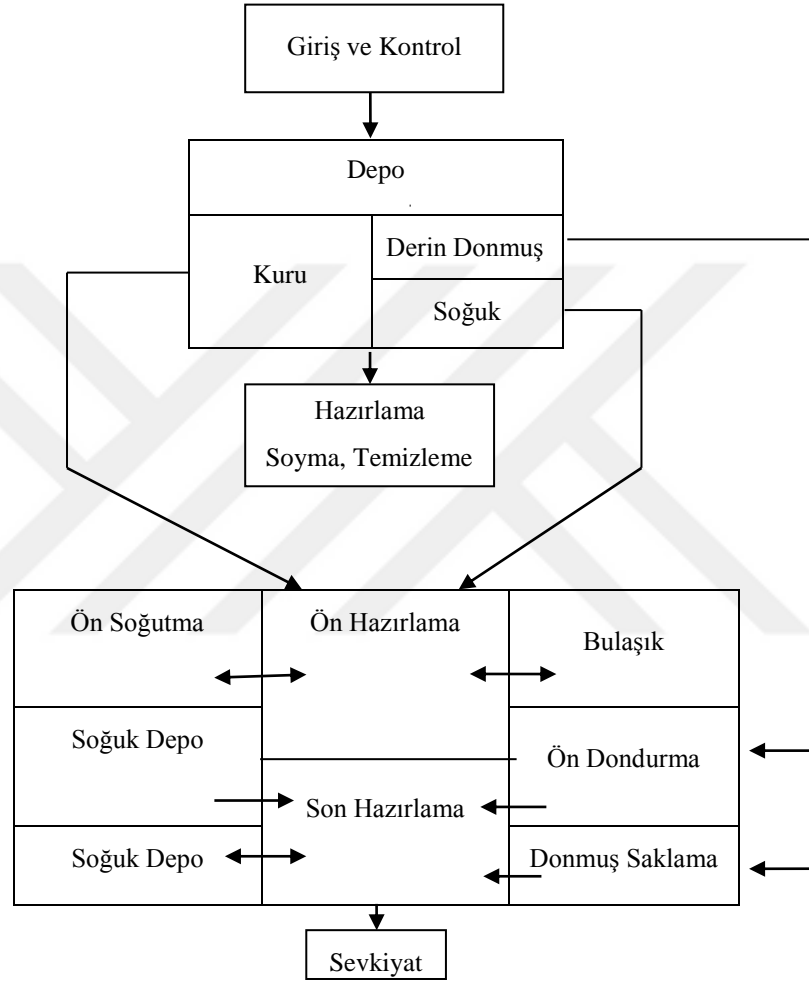 Giriş ve Kontrol
Depo
Kuru
Derin Donmuş
Soğuk
Hazırlama
Soyma, Temizleme
Ön Soğutma
Ön Hazırlama
Bulaşık
Soğuk Depo
Ön Dondurma
Son Hazırlama
Soğuk Depo
Donmuş Saklama
Sevkiyat